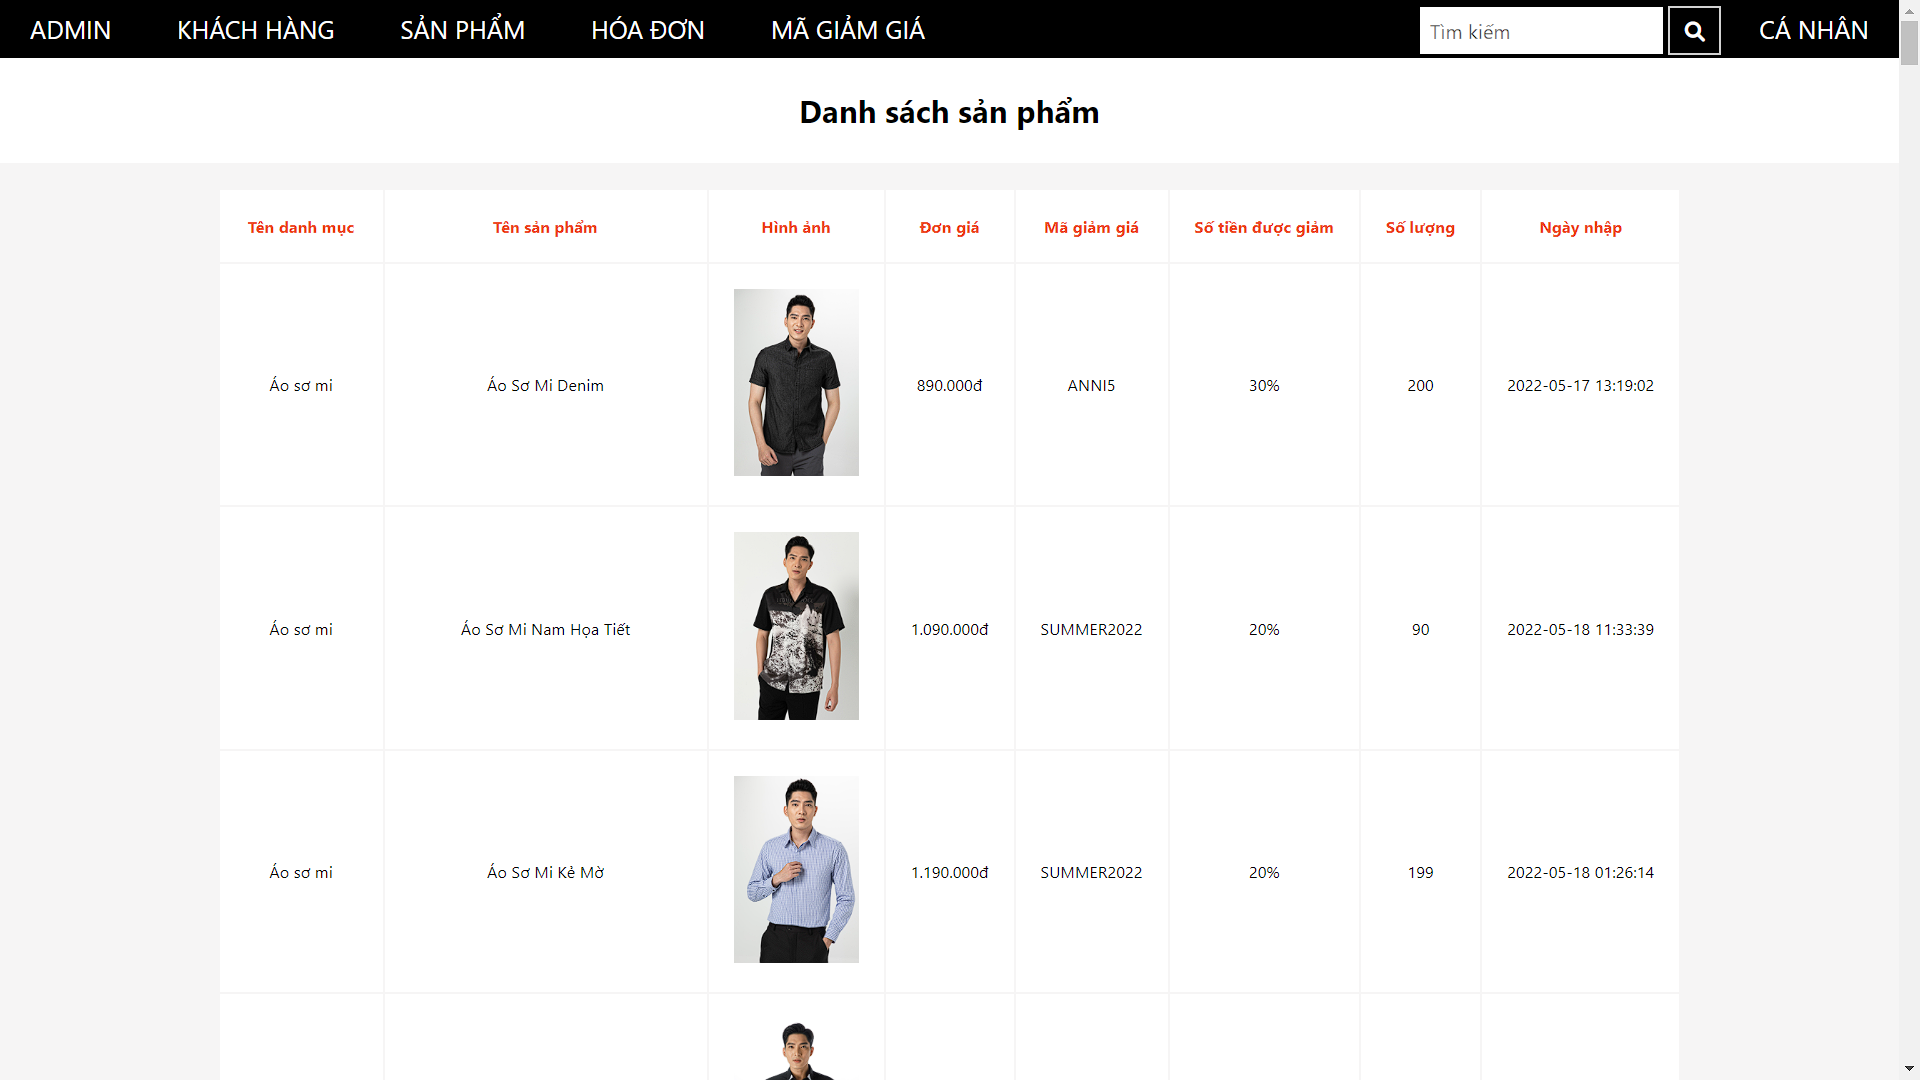 ADMIN KHÁCH HÀNG SẢN PHẨM HÓA ĐƠN MÃ GIẢM GIÁ Tìm kiếm CÁ NHÂN
Danh sách sản phẩm
Tên danh mục Tên sản phẩm Hình ảnh Đơn giá Mã giảm giá Số tiền được giảm Số lượng Ngày nhập
Áo sơ mi Áo Sơ Mi Denim 890.000đ ANNI5 30% 200 2022-05-17 13:19:02
Áo sơ mi Áo Sơ Mi Nam Họa Tiết 1.090.000đ SUMMER2022 20% 90 2022-05-18 11:33:39
Áo sơ mi Áo Sơ Mi Kẻ Mờ 1.190.000đ SUMMER2022 20% 199 2022-05-18 01:26:14